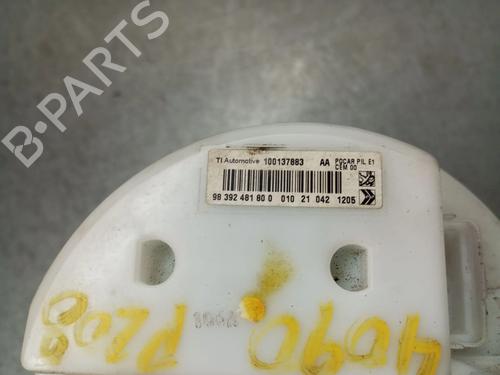 B-PARTS
TI Automotive 100137883 AA POCAR PIL E1
CEM 00
98 392 481 80 0 010 21 042 1205
4090 P208